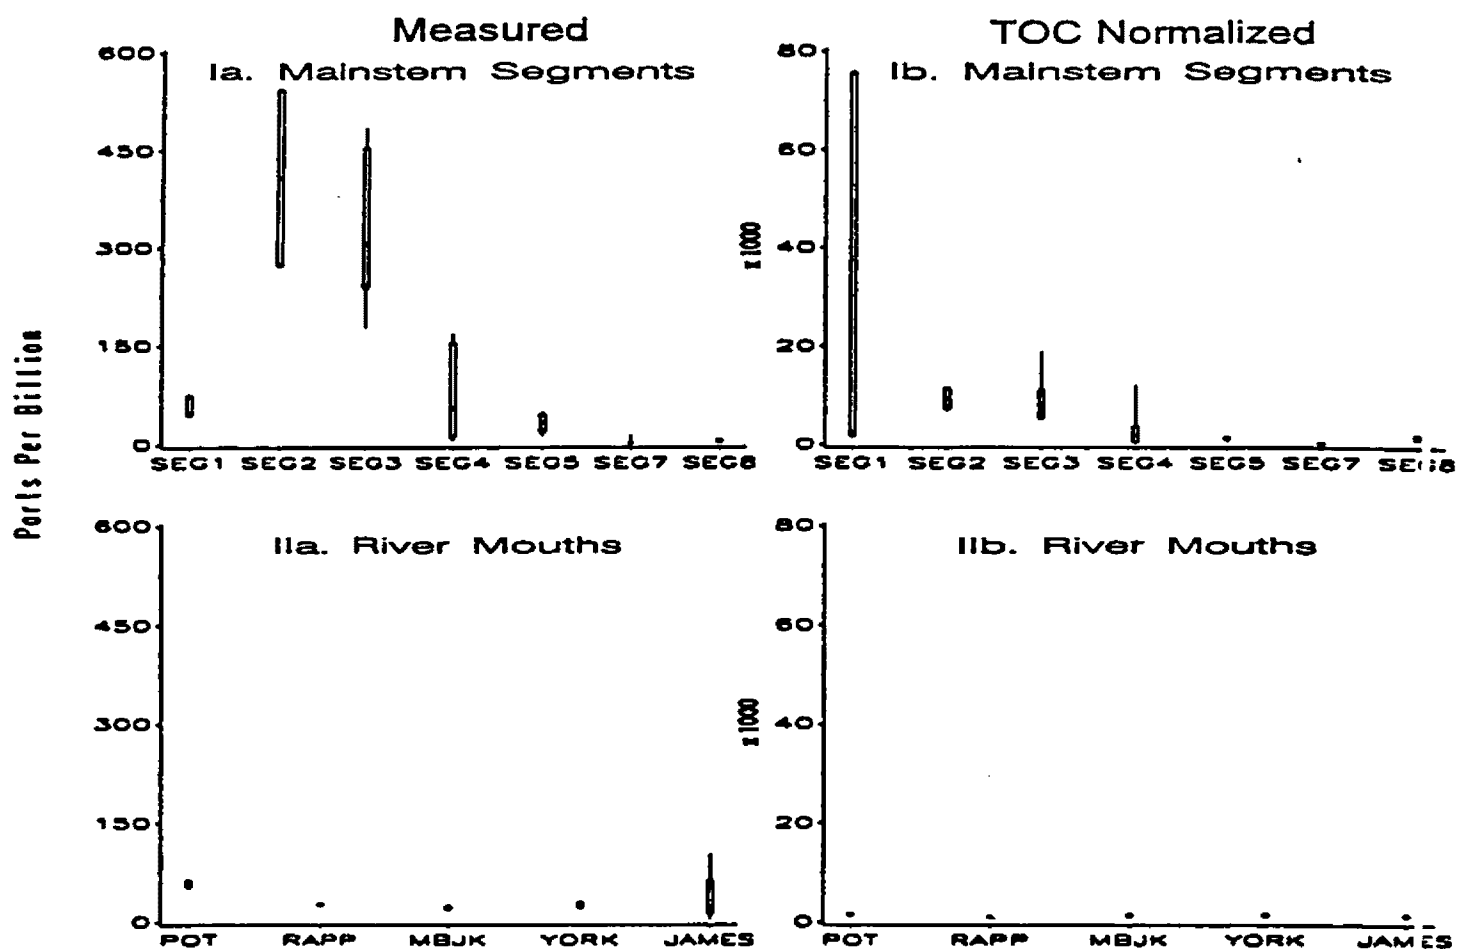 Measured
TOC Normalized
Ia. Mainstem Segments
Ib. Mainstem Segments
Parts Per Billion
600
450
300
150
0
SEG1 SEG2 SEG3 SEG4 SEG5 SEG7 SEG8
x1000
80
60
40
20
0
SEG1 SEG2 SEG3 SEG4 SEG5 SEG7 SEG8
IIa. River Mouths
600
450
300
150
0
POT RAPP MBJK YORK JAMES
IIb. River Mouths
x1000
80
60
40
20
0
POT RAPP MBJK YORK JAMES